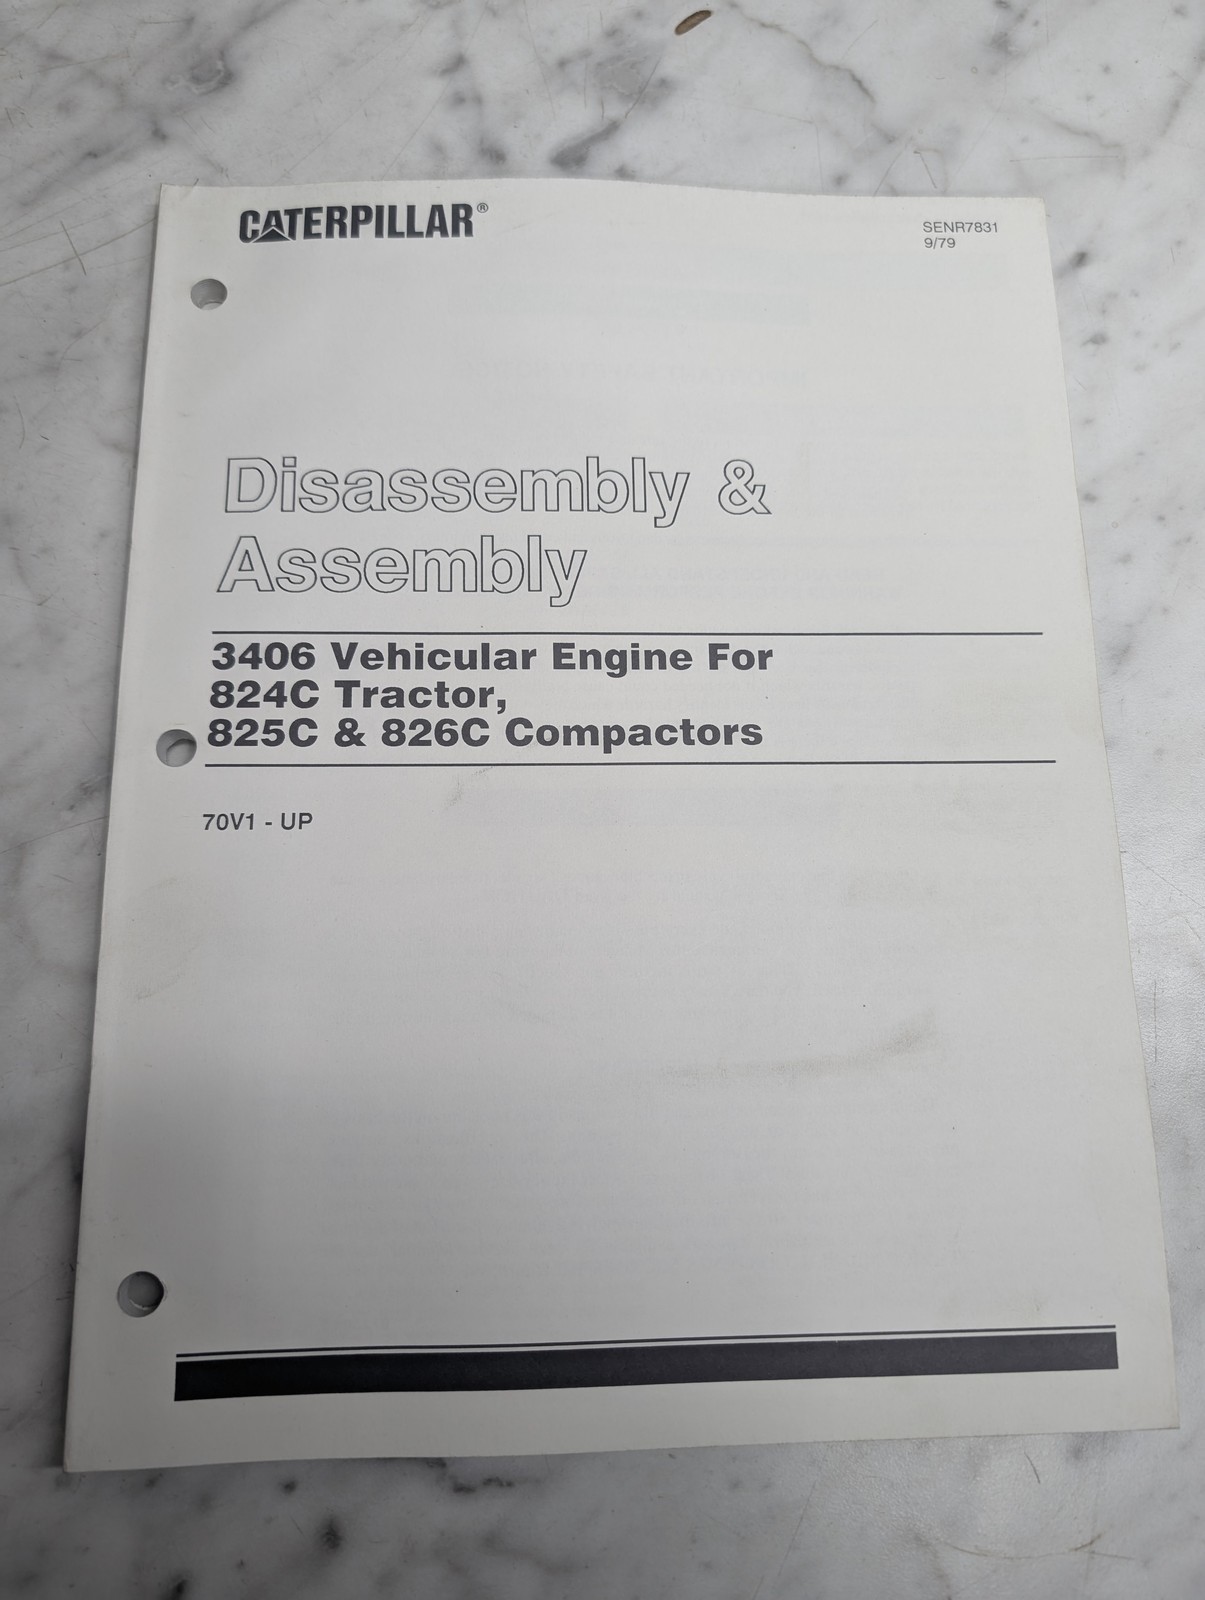 CATERPILLAR®
SENR7831
9/79
Disassembly &
Assembly
3406 Vehicular Engine For
824C Tractor,
825C & 826C Compactors
70V1 - UP